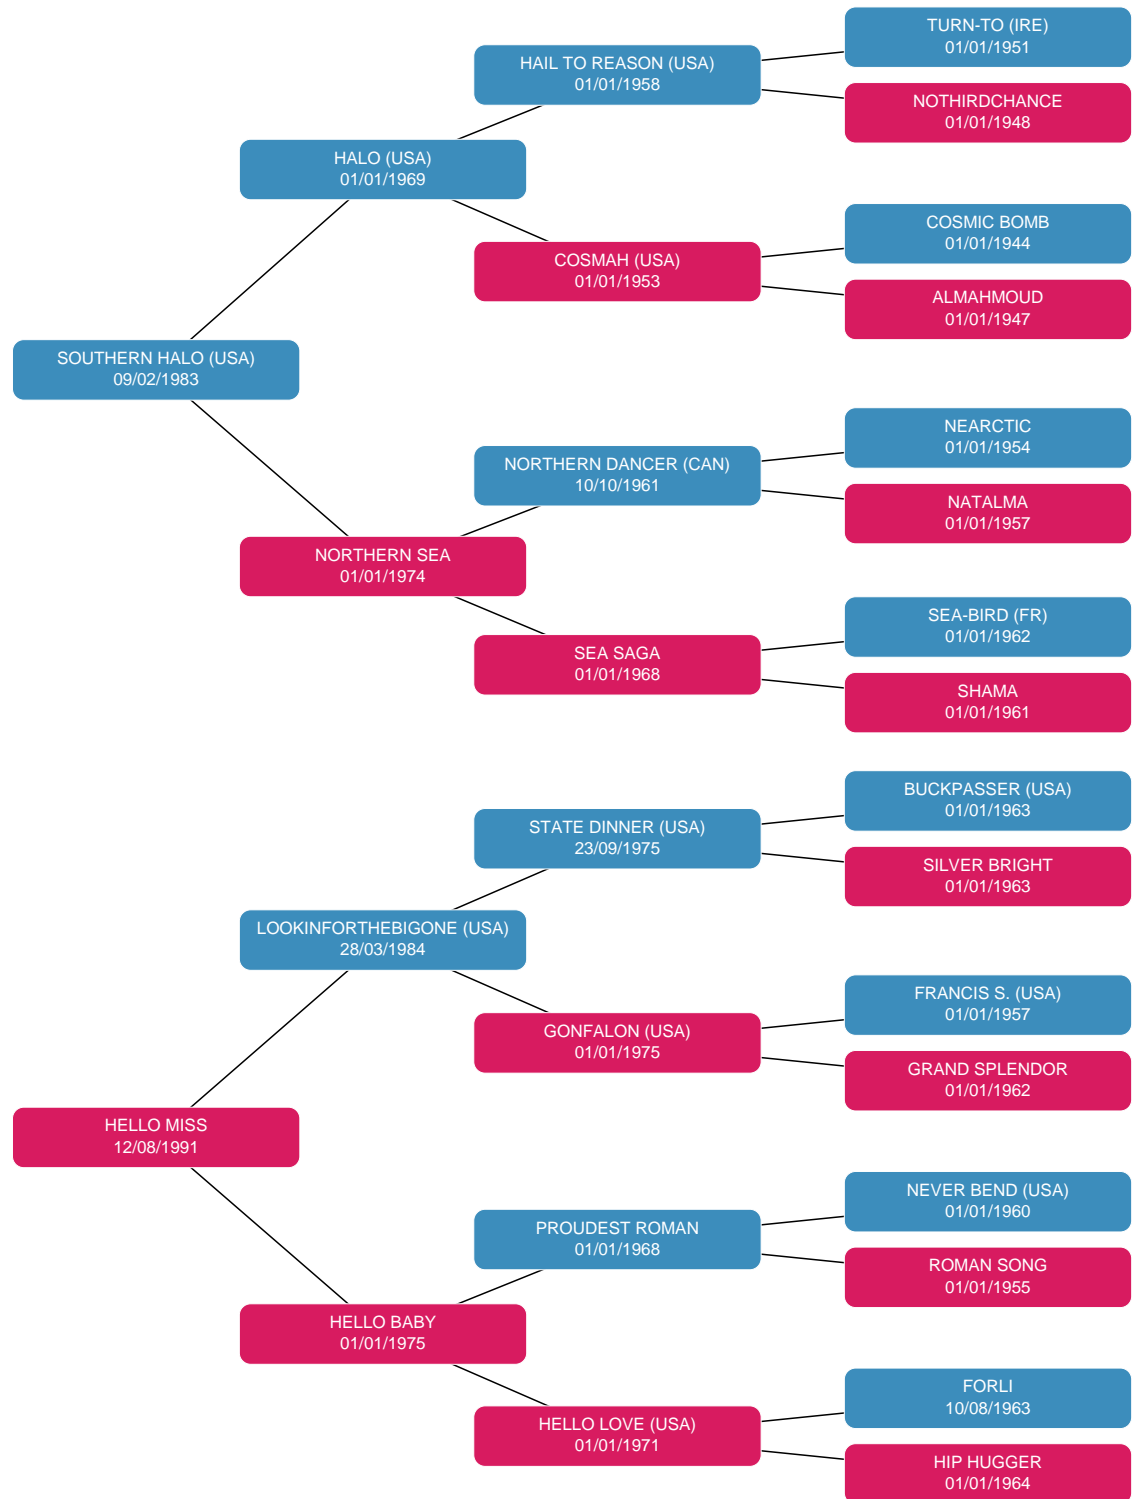 TURN-TO (IRE)
01/01/1951
HAIL TO REASON (USA)
01/01/1958
NOTHIRDCHANCE
01/01/1948
HALO (USA)
01/01/1969
COSMIC BOMB
01/01/1944
COSMAH (USA)
01/01/1953
ALMAHMOUD
01/01/1947
SOUTHERN HALO (USA)
09/02/1983
NEARCTIC
01/01/1954
NORTHERN DANCER (CAN)
10/10/1961
NATALMA
01/01/1957
NORTHERN SEA
01/01/1974
SEA-BIRD (FR)
01/01/1962
SEA SAGA
01/01/1968
SHAMA
01/01/1961
BUCKPASSER (USA)
01/01/1963
STATE DINNER (USA)
23/09/1975
SILVER BRIGHT
01/01/1963
LOOKINFORTHEBIGONE (USA)
28/03/1984
FRANCIS S. (USA)
01/01/1957
GONFALON (USA)
01/01/1975
GRAND SPLENDOR
01/01/1962
HELLO MISS
12/08/1991
NEVER BEND (USA)
01/01/1960
PROUDEST ROMAN
01/01/1968
ROMAN SONG
01/01/1955
HELLO BABY
01/01/1975
FORLI
10/08/1963
HELLO LOVE (USA)
01/01/1971
HIP HUGGER
01/01/1964